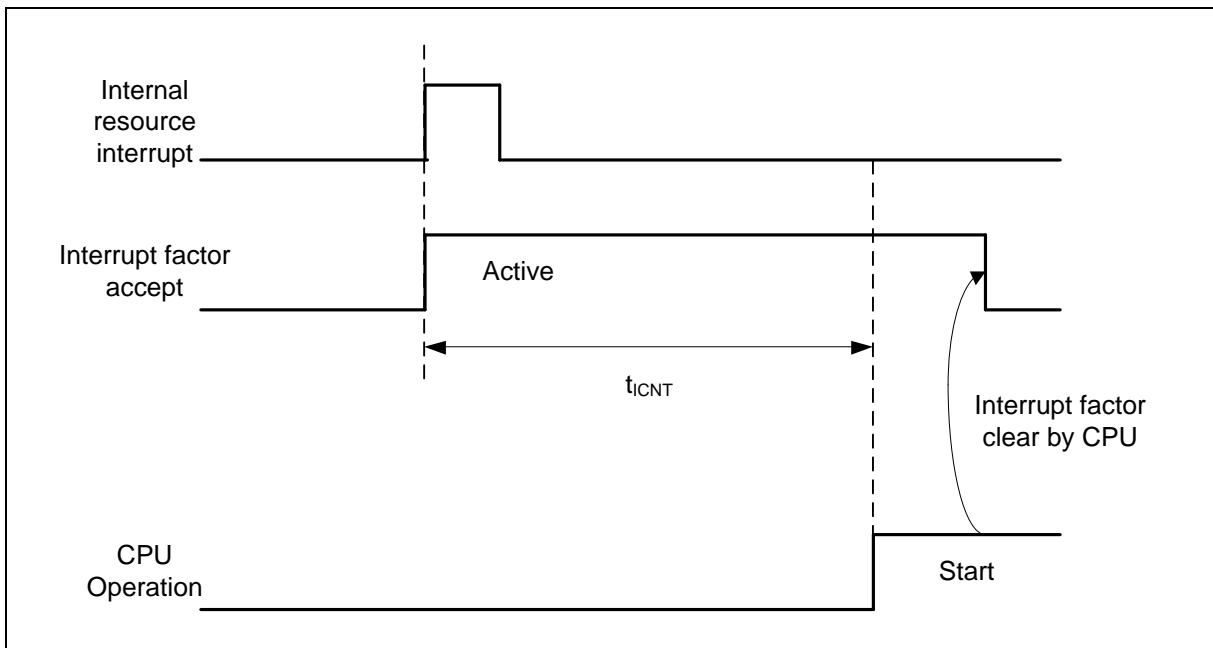 Internal
resource
interrupt
Interrupt factor
accept
Active
tICNT
Interrupt factor
clear by CPU
CPU
Operation
Start